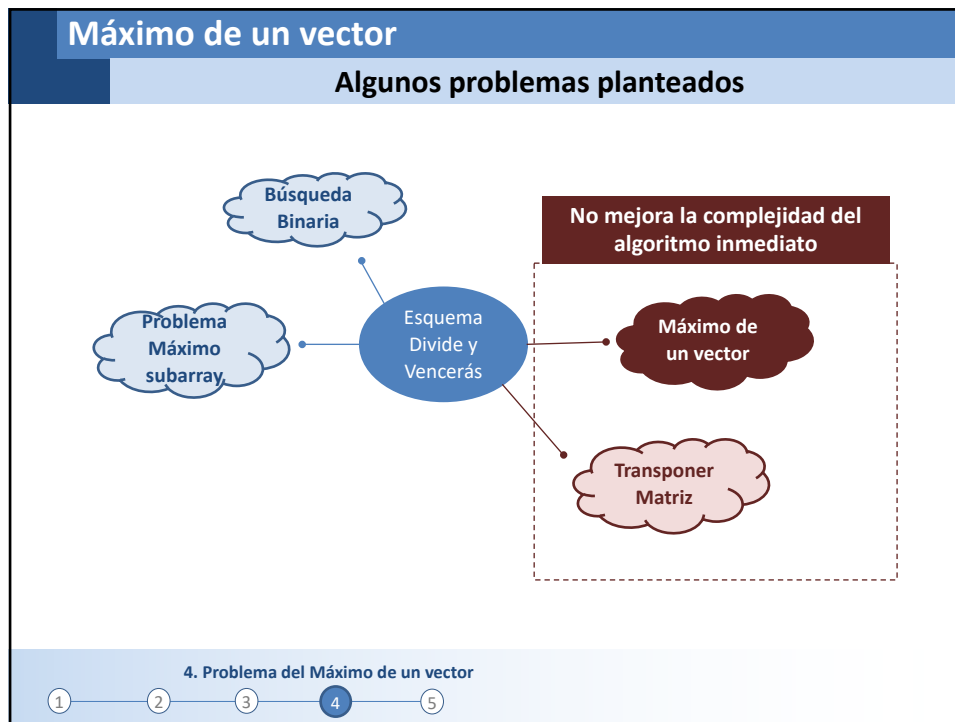 Máximo de un vector
Algunos problemas planteados
Búsqueda
Binaria
Problema
Máximo
subarray
Esquema
Divide y
Vencerás
No mejora la complejidad del
algoritmo inmediato
Máximo de
un vector
Transponer
Matriz
4. Problema del Máximo de un vector
1 2 3 4 5